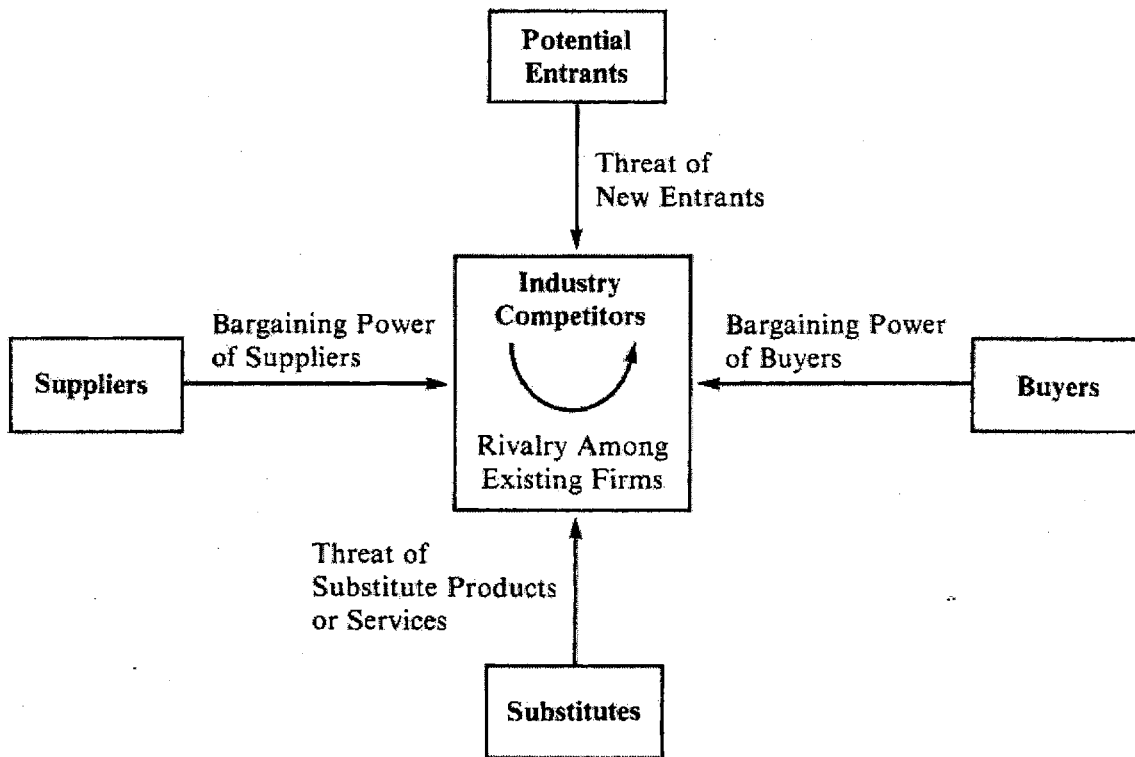 Potential
Entrants
Threat of
New Entrants
Industry
Competitors
Bargaining Power
of Suppliers
Bargaining Power
of Buyers
Suppliers
Buyers
Rivalry Among
Existing Firms
Threat of
Substitute Products
or Services
Substitutes